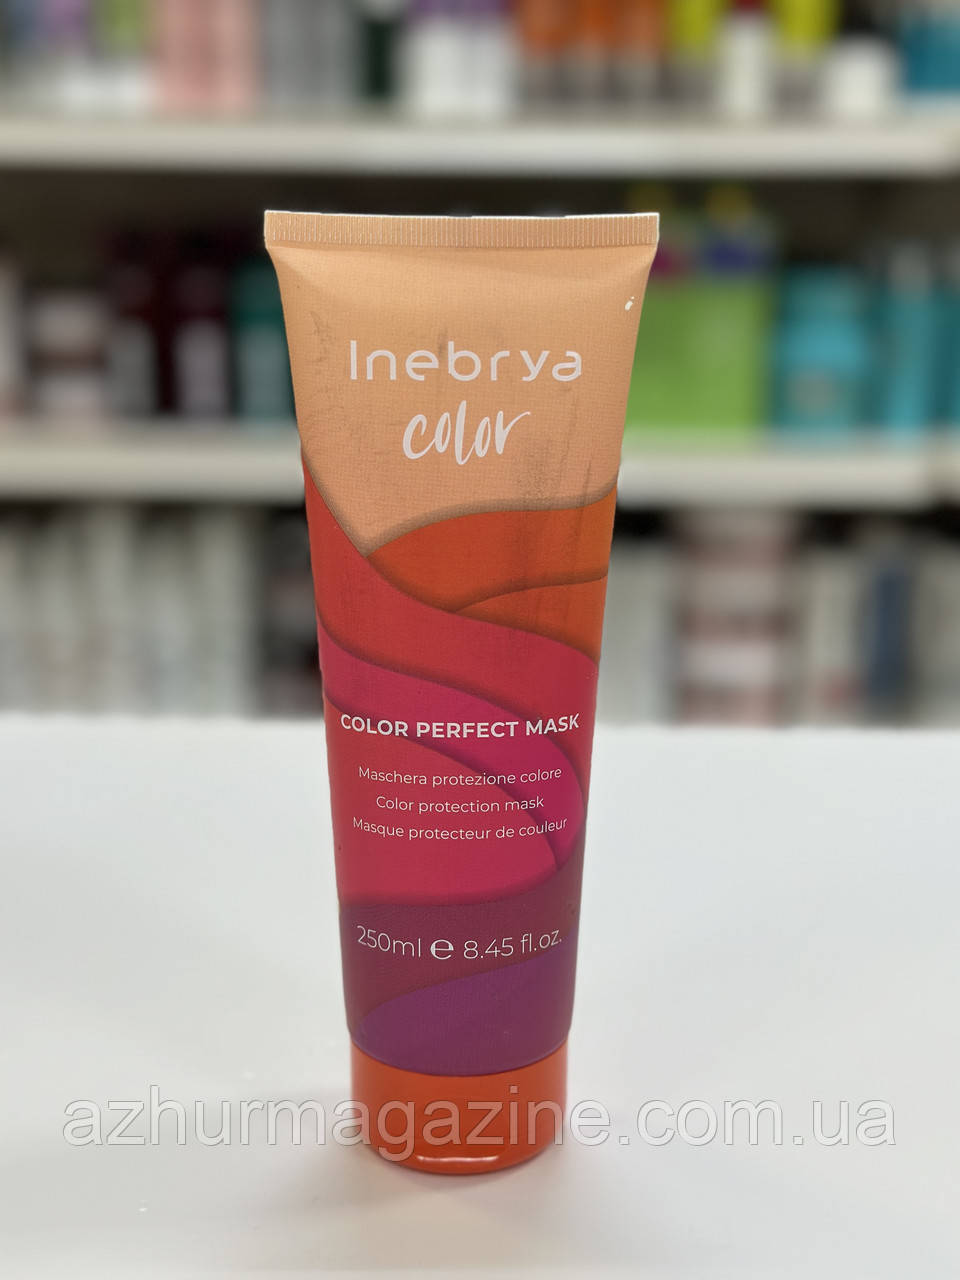 Inebrya
color
COLOR PERFECT MASK
Maschera protezione colore
Color protection mask
Masque protecteur de couleur
250ml ℮ 8.45 fl.oz.
azhurmagazine.com.ua